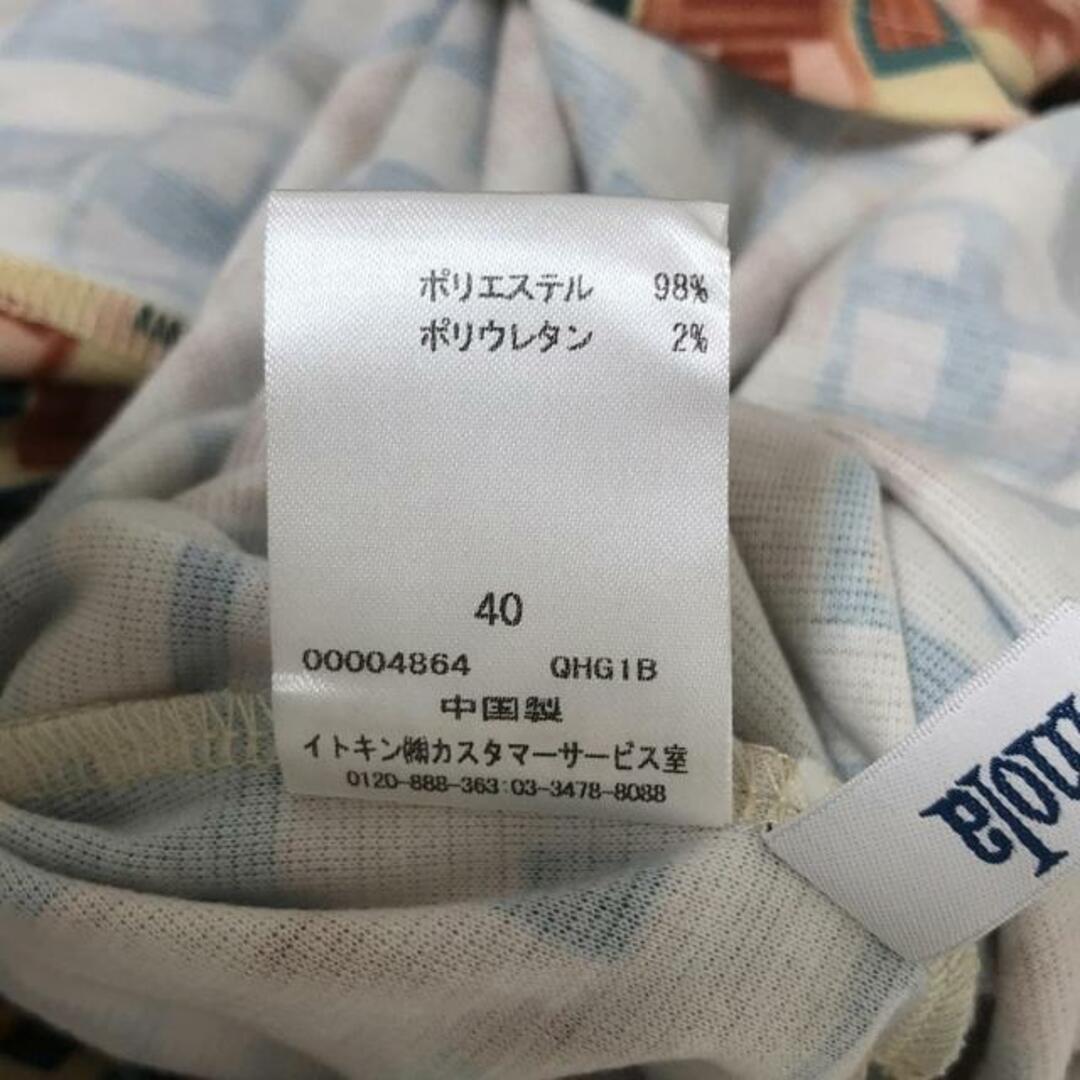 ポリエステル 98%
ポリウレタン 2%
40
00004864 QHG1B
中国製
イトキン㈱カスタマーサービス室
0120-888-363:03-3478-8088